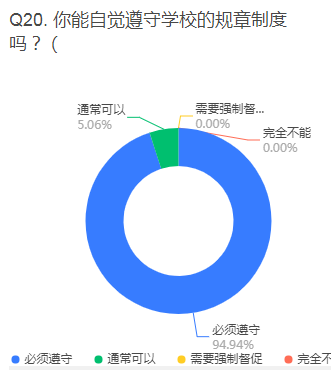 Q20. 你能自觉遵守学校的规章制度
吗？ (
通常可以
5.06%
需要强制督...
0.00%
完全不能
0.00%
必须遵守
94.94%
必须遵守 通常可以 需要强制督促 完全不